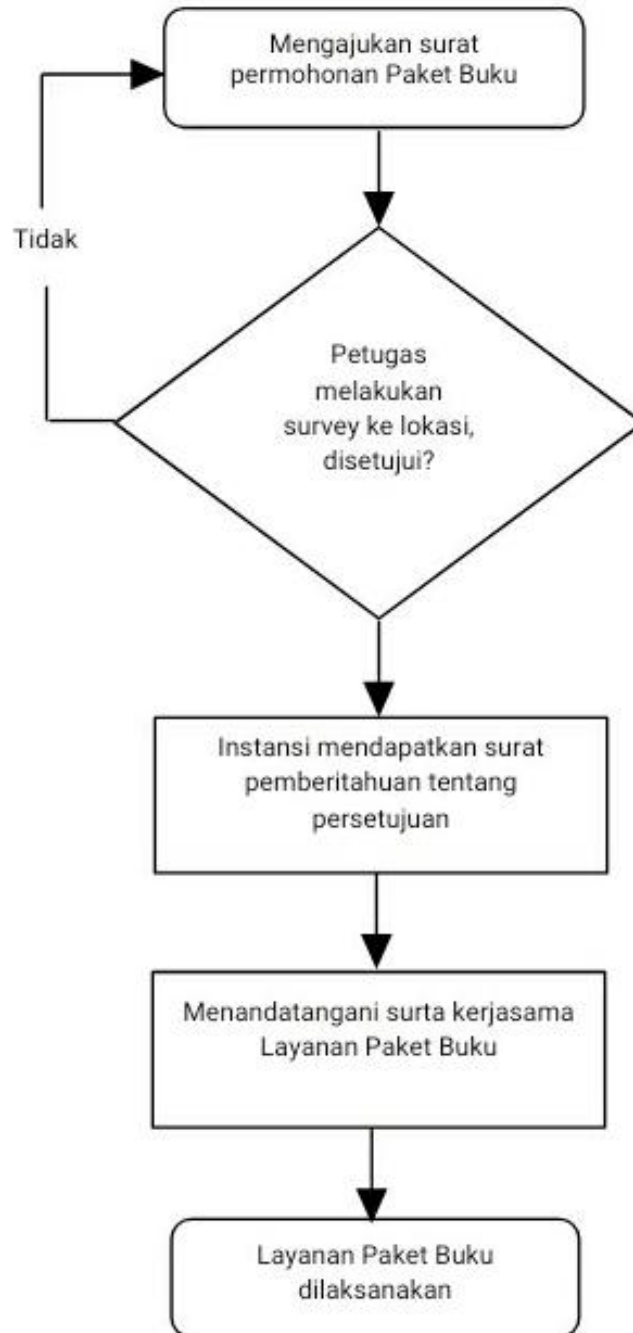 Mengajukan surat
permohonan Paket Buku
Tidak
Petugas
melakukan
survey ke lokasi,
disetujui?
Instansi mendapatkan surat
pemberitahuan tentang
persetujuan
Menandatangani surta kerjasama
Layanan Paket Buku
Layanan Paket Buku
dilaksanakan